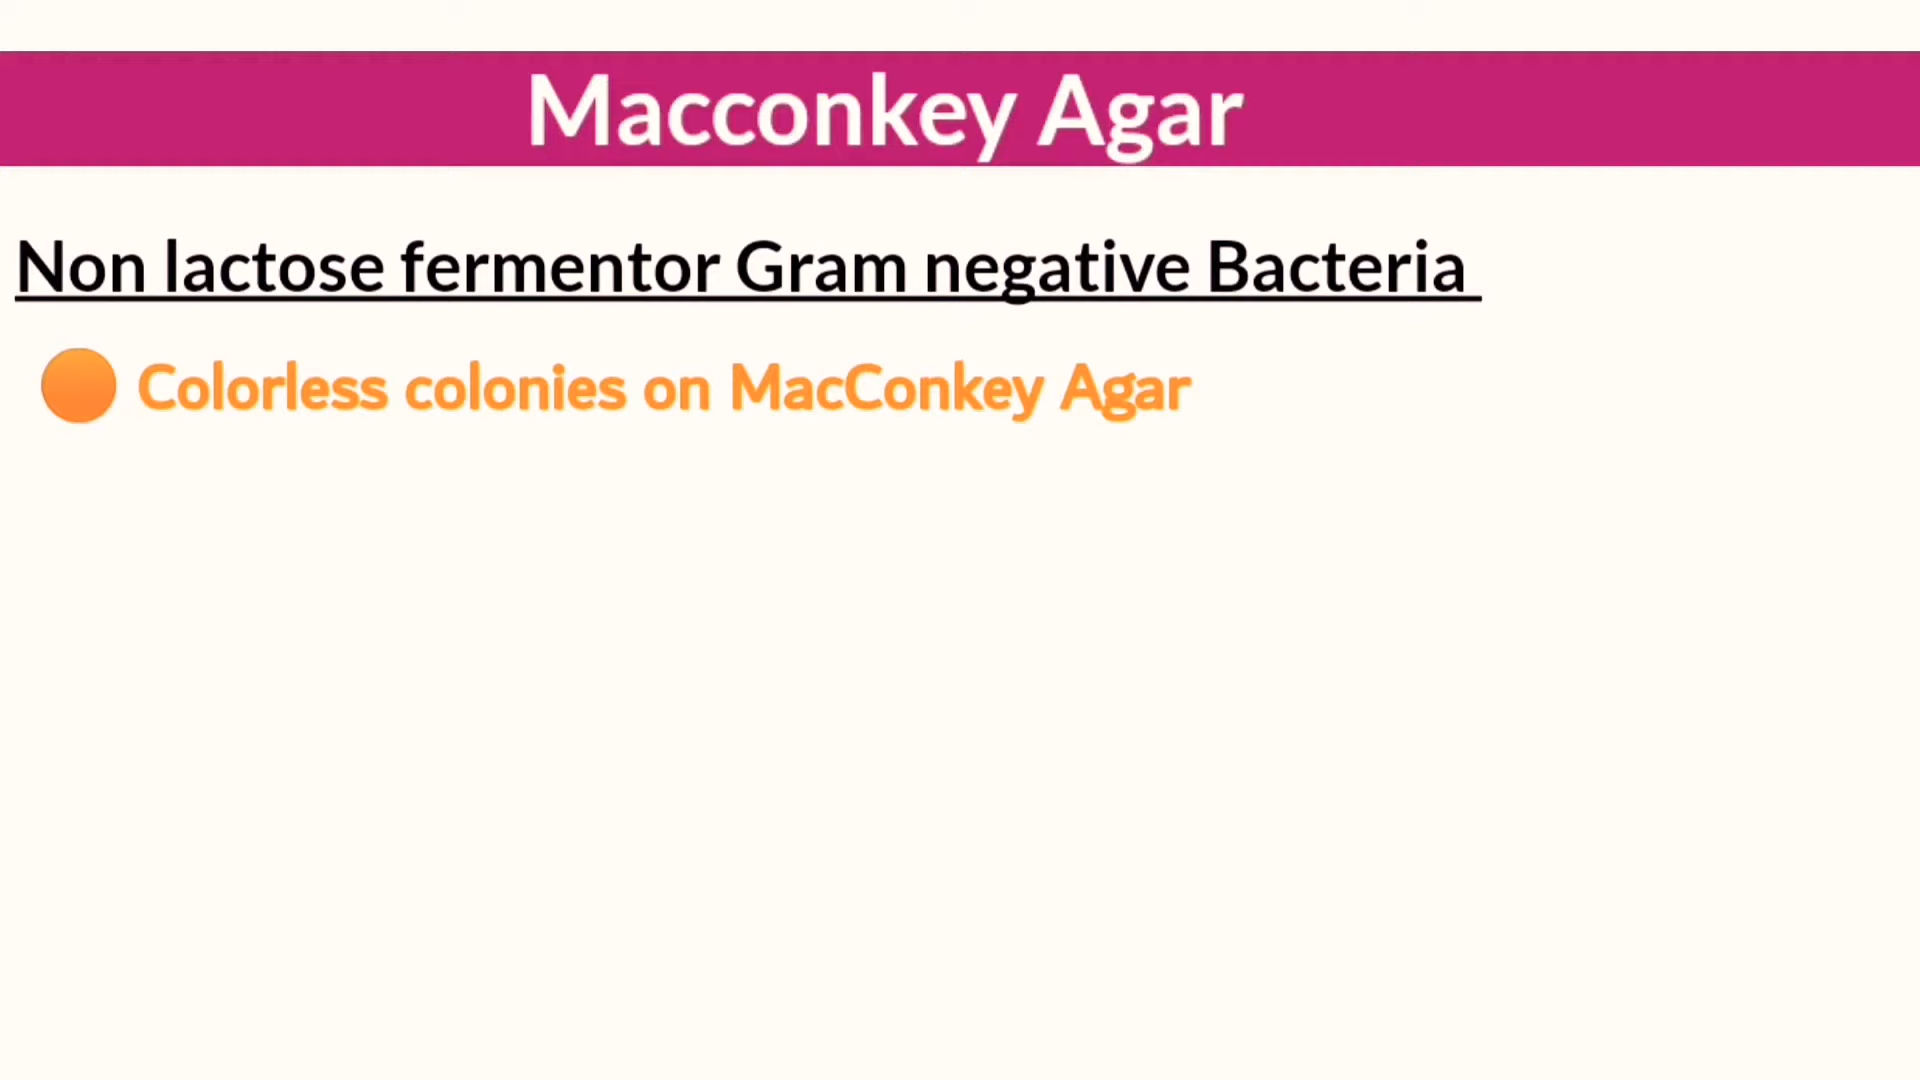 Macconkey Agar
Non lactose fermentor Gram negative Bacteria
Colorless colonies on MacConkey Agar